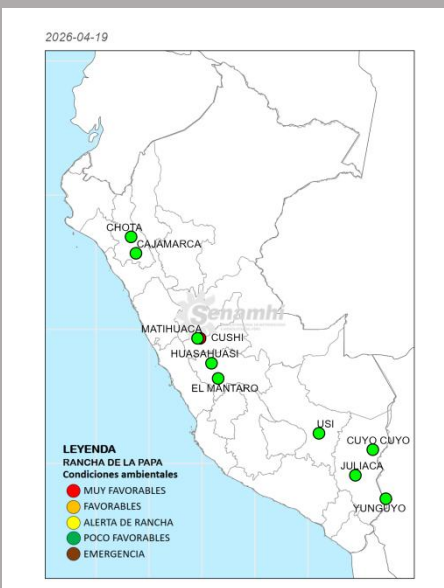 2026-04-19
CHOTA
CAJAMARCA
Senamhi
MATIHUACA
CUSHI
HUASAHUASI
EL MANTARO
USI
CUYO CUYO
JULIACA
YUNGUYO
LEYENDA
RANCHA DE LA PAPA
Condiciones ambientales
MUY FAVORABLES
FAVORABLES
ALERTA DE RANCHA
POCO FAVORABLES
EMERGENCIA